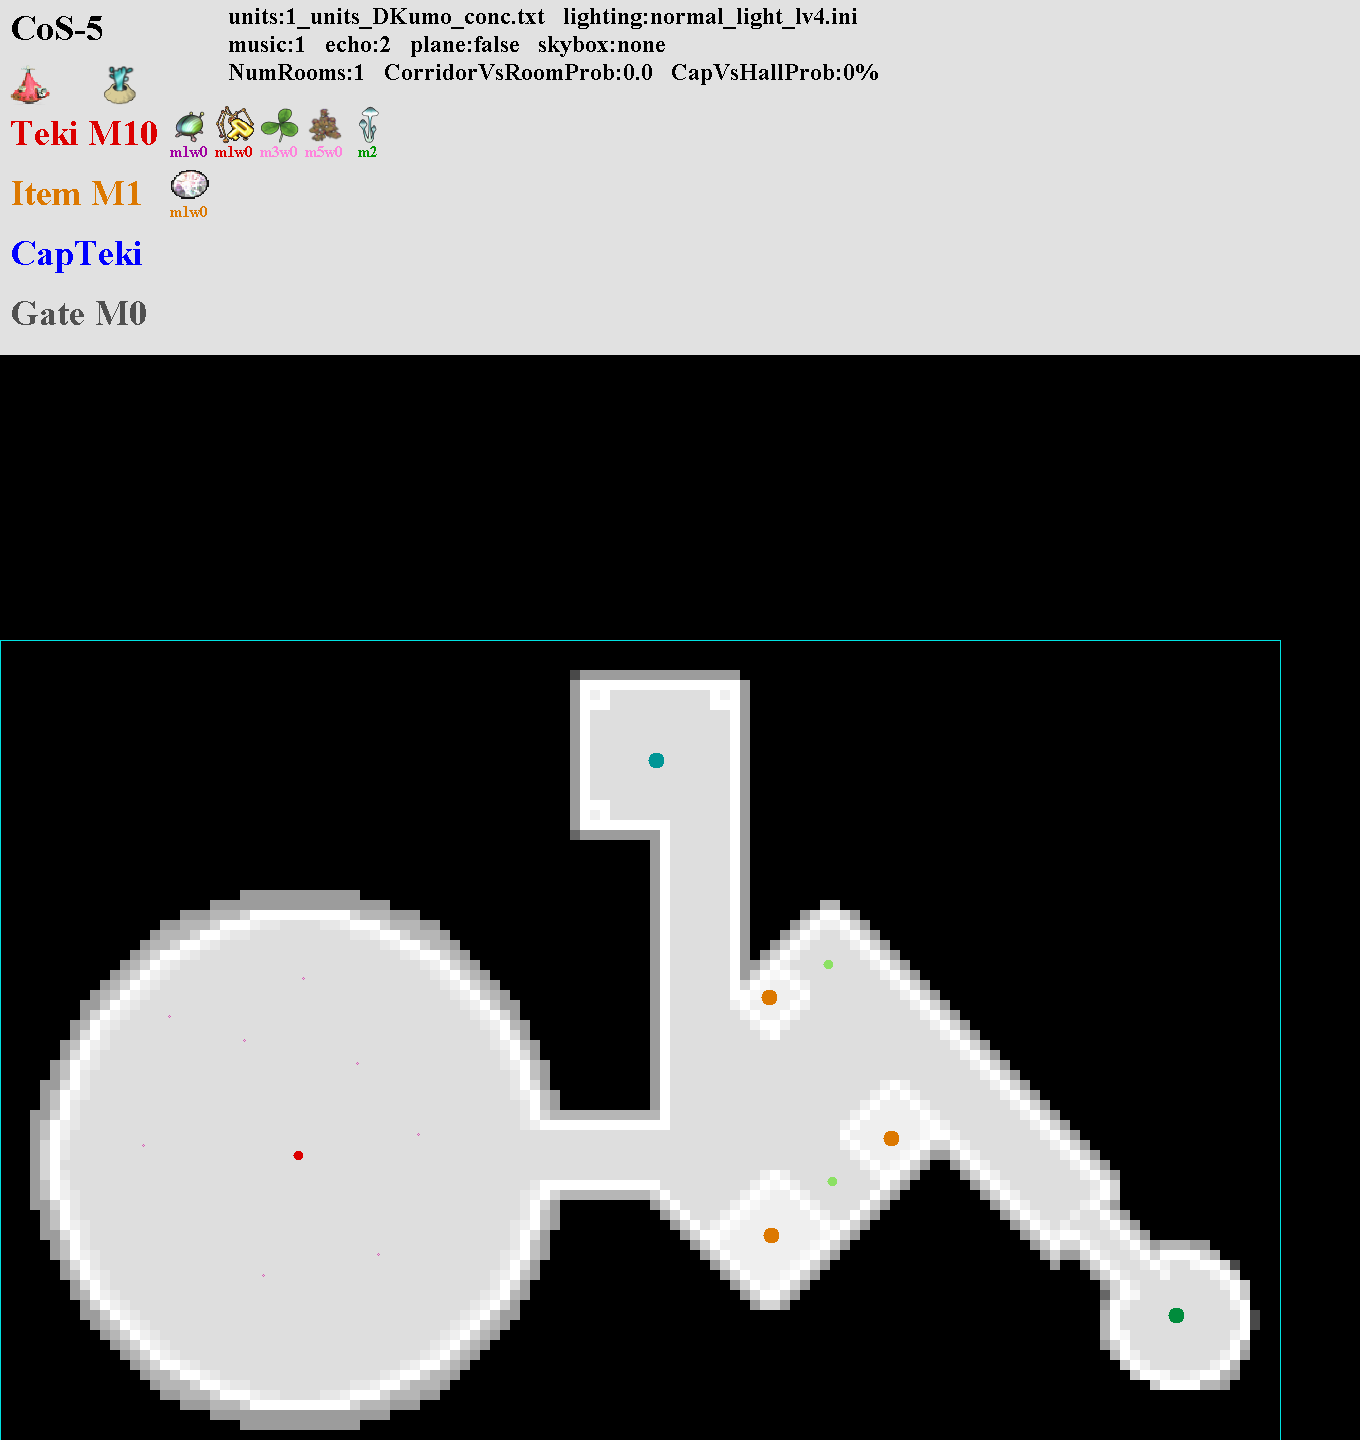 CoS-5
units:1_units_DKumo_conc.txt lighting:normal_light_lv4.ini
music:1 echo:2 plane:false skybox:none
NumRooms:1 CorridorVsRoomProb:0.0 CapVsHallProb:0%
Teki M10
m1w0 m1w0 m3w0 m5w0 m2
Item M1
m1w0
CapTeki
Gate M0